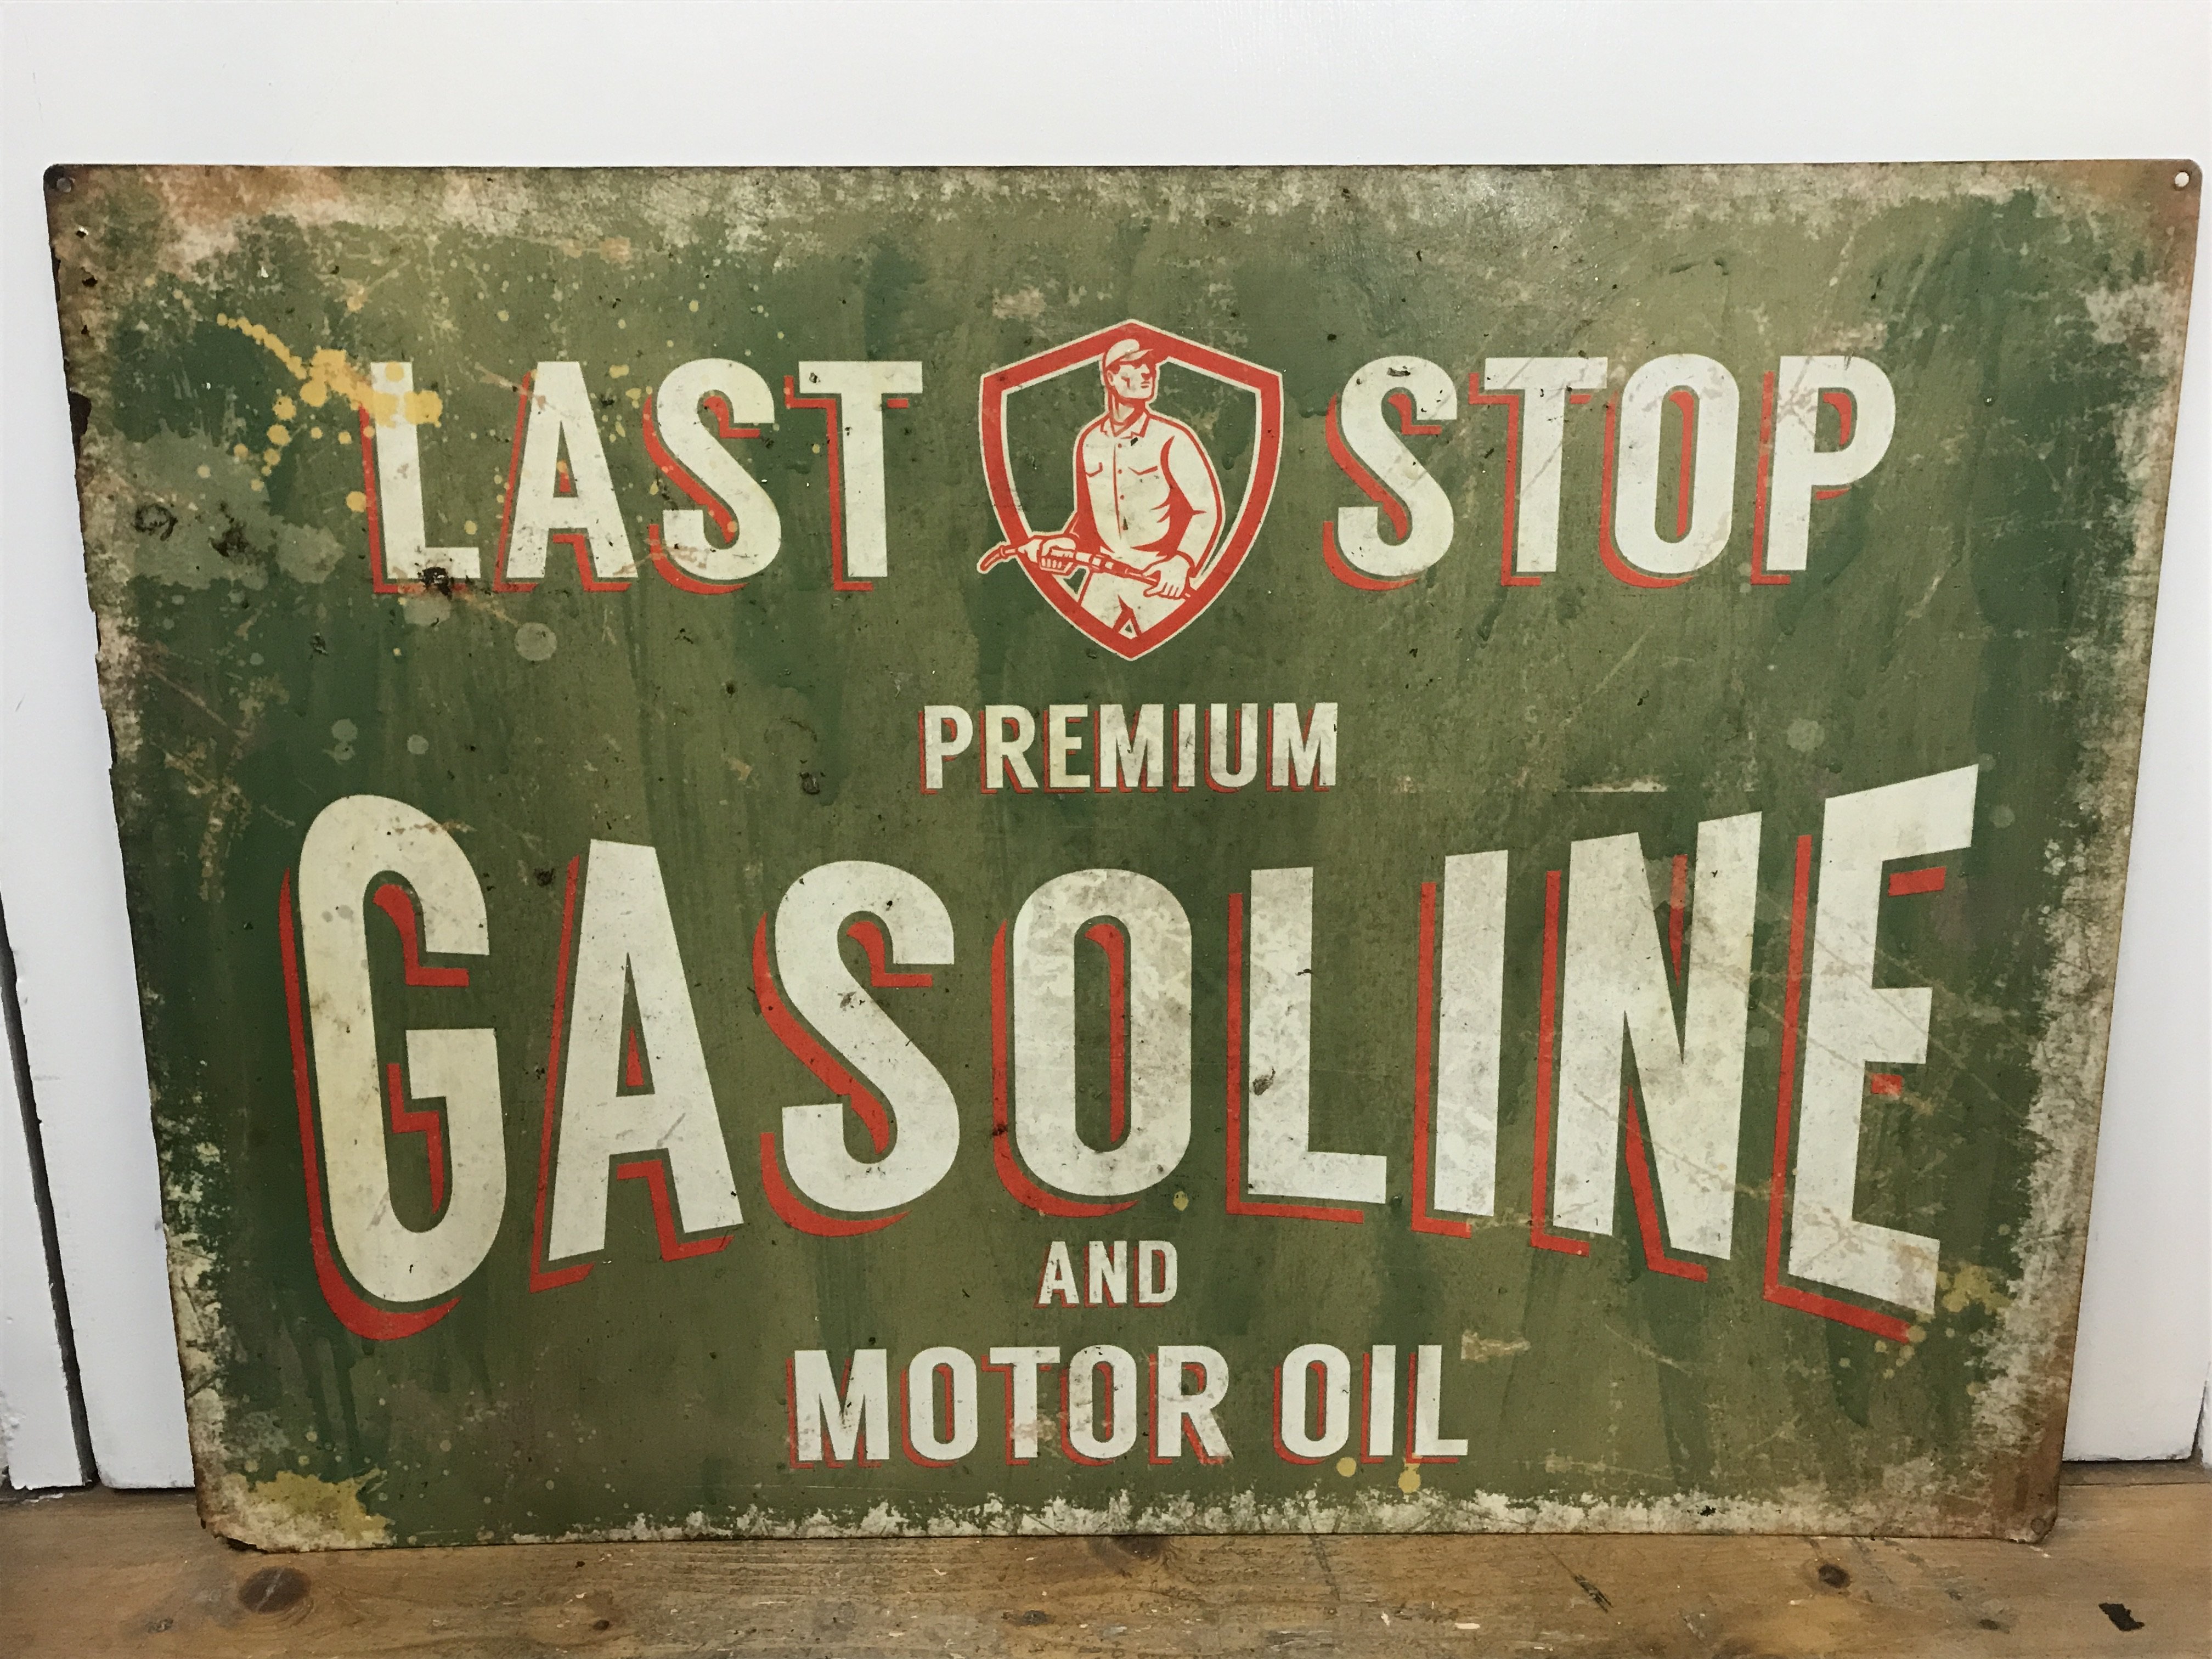 LAST STOP
PREMIUM
GASOLINE
AND
MOTOR OIL